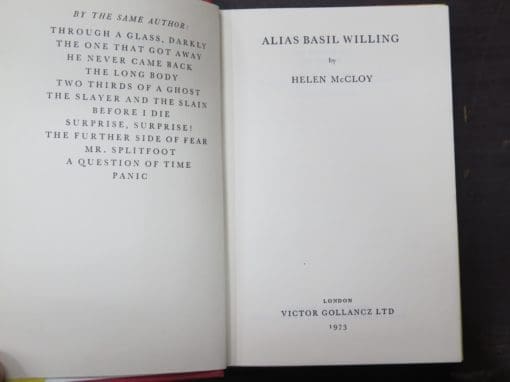 BY THE SAME AUTHOR:
THROUGH A GLASS, DARKLY
THE ONE THAT GOT AWAY
HE NEVER CAME BACK
THE LONG BODY
TWO THIRDS OF A GHOST
THE SLAYER AND THE SLAIN
BEFORE I DIE
SURPRISE, SURPRISE!
THE FURTHER SIDE OF FEAR
MR. SPLITFOOT
A QUESTION OF TIME
PANIC
ALIAS BASIL WILLING
by
HELEN McCLOY
LONDON
VICTOR GOLLANCZ LTD
1973